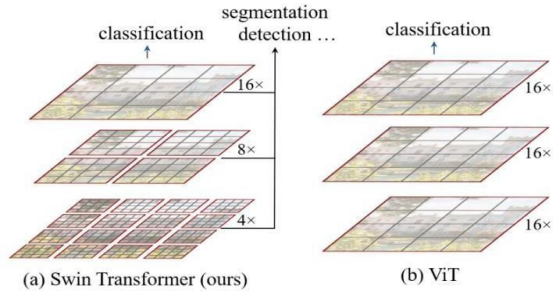 segmentation
classification
detection ...
classification
16×
8×
4×
16×
16×
16×
(a) Swin Transformer (ours)
(b) ViT